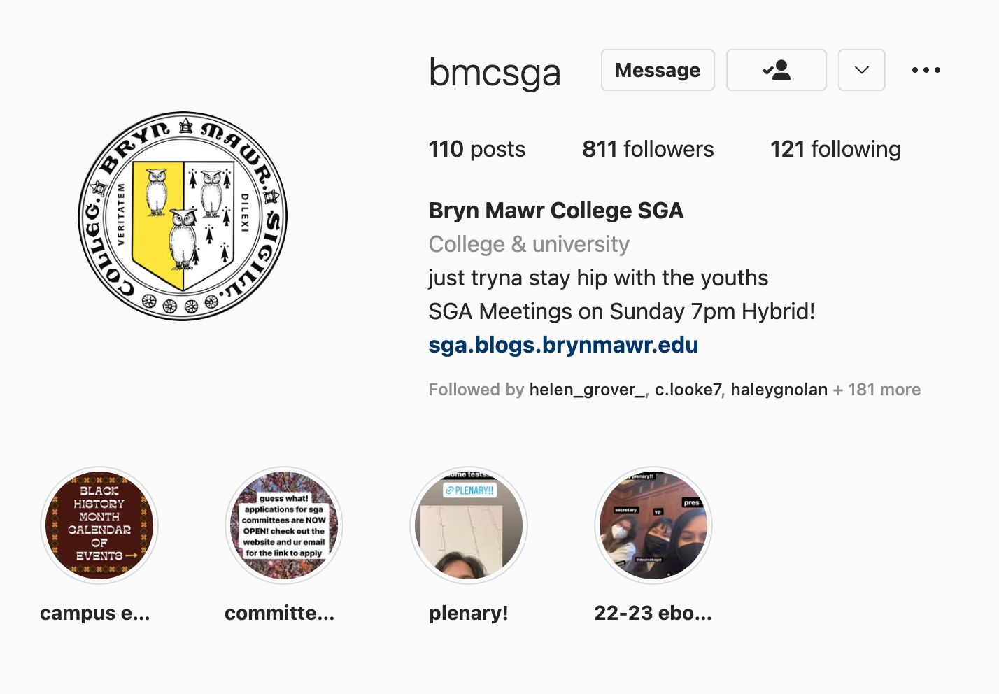 bmcsga Message
110 posts 811 followers 121 following
Bryn Mawr College SGA
College & university
just tryna stay hip with the youths
SGA Meetings on Sunday 7pm Hybrid!
sga.blogs.brynmawr.edu
Followed by helen_grover_, c.looke7, haleygnolan + 181 more
COLLEG. BRYN MAWR. SIGILL.
VERITATEM
DILEXI
BLACK
HISTORY
MONTH
CALENDAR
OF
EVENTS→
campus e...
guess what!
applications for sga
committees are NOW
OPEN! check out the
website and ur email
for the link to apply
committe...
home tests...
PLENARY!!
plenary!
plenary!!
pres
secretary
vp
22-23 ebo...